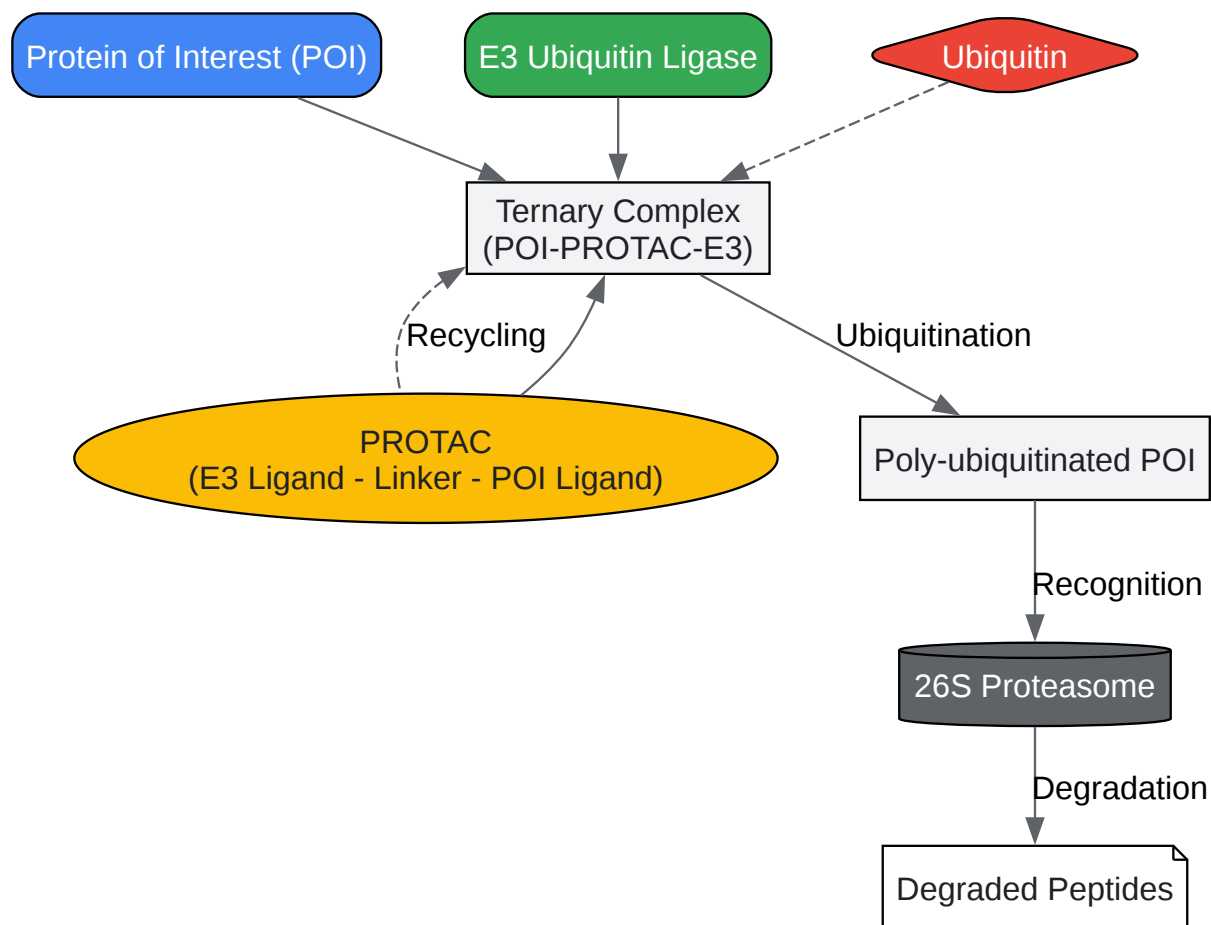 Protein of Interest (POI)
E3 Ubiquitin Ligase
Ubiquitin
Ternary Complex
(POI-PROTAC-E3)
Recycling
Ubiquitination
PROTAC
(E3 Ligand - Linker - POI Ligand)
Poly-ubiquitinated POI
Recognition
26S Proteasome
Degradation
Degraded Peptides